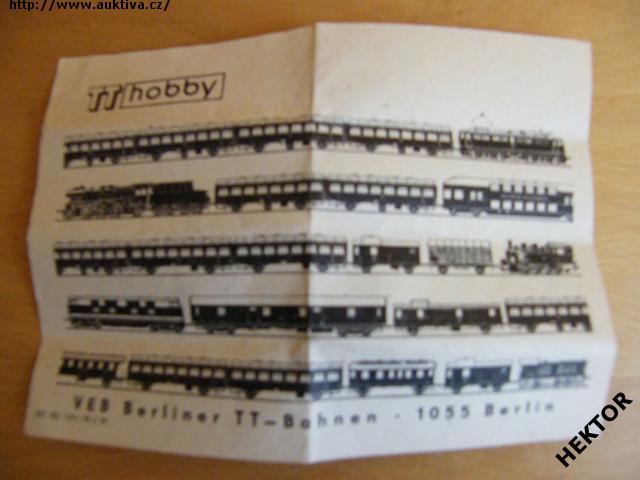 http://www.auktiva.cz/
TT hobby
VEB Berliner TT-Bahnen · 1055 Berlin
HEKTOR